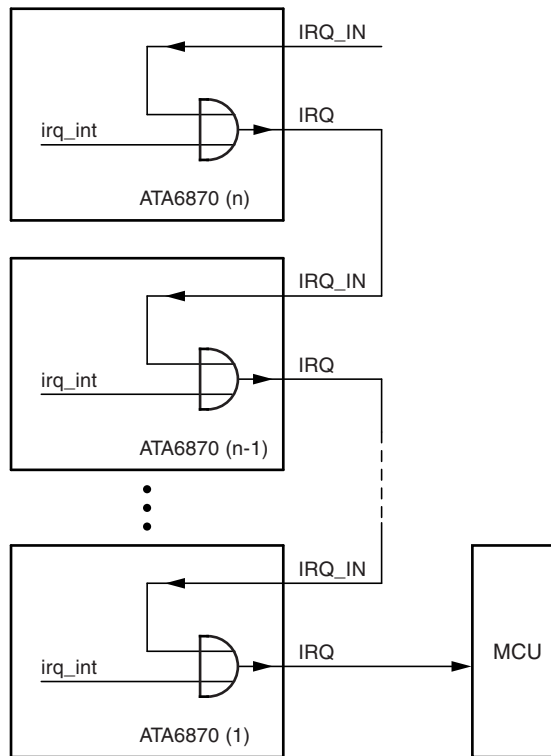 IRQ_IN
IRQ
irq_int
ATA6870 (n)
IRQ_IN
IRQ
irq_int
ATA6870 (n-1)
IRQ_IN
IRQ
MCU
irq_int
ATA6870 (1)